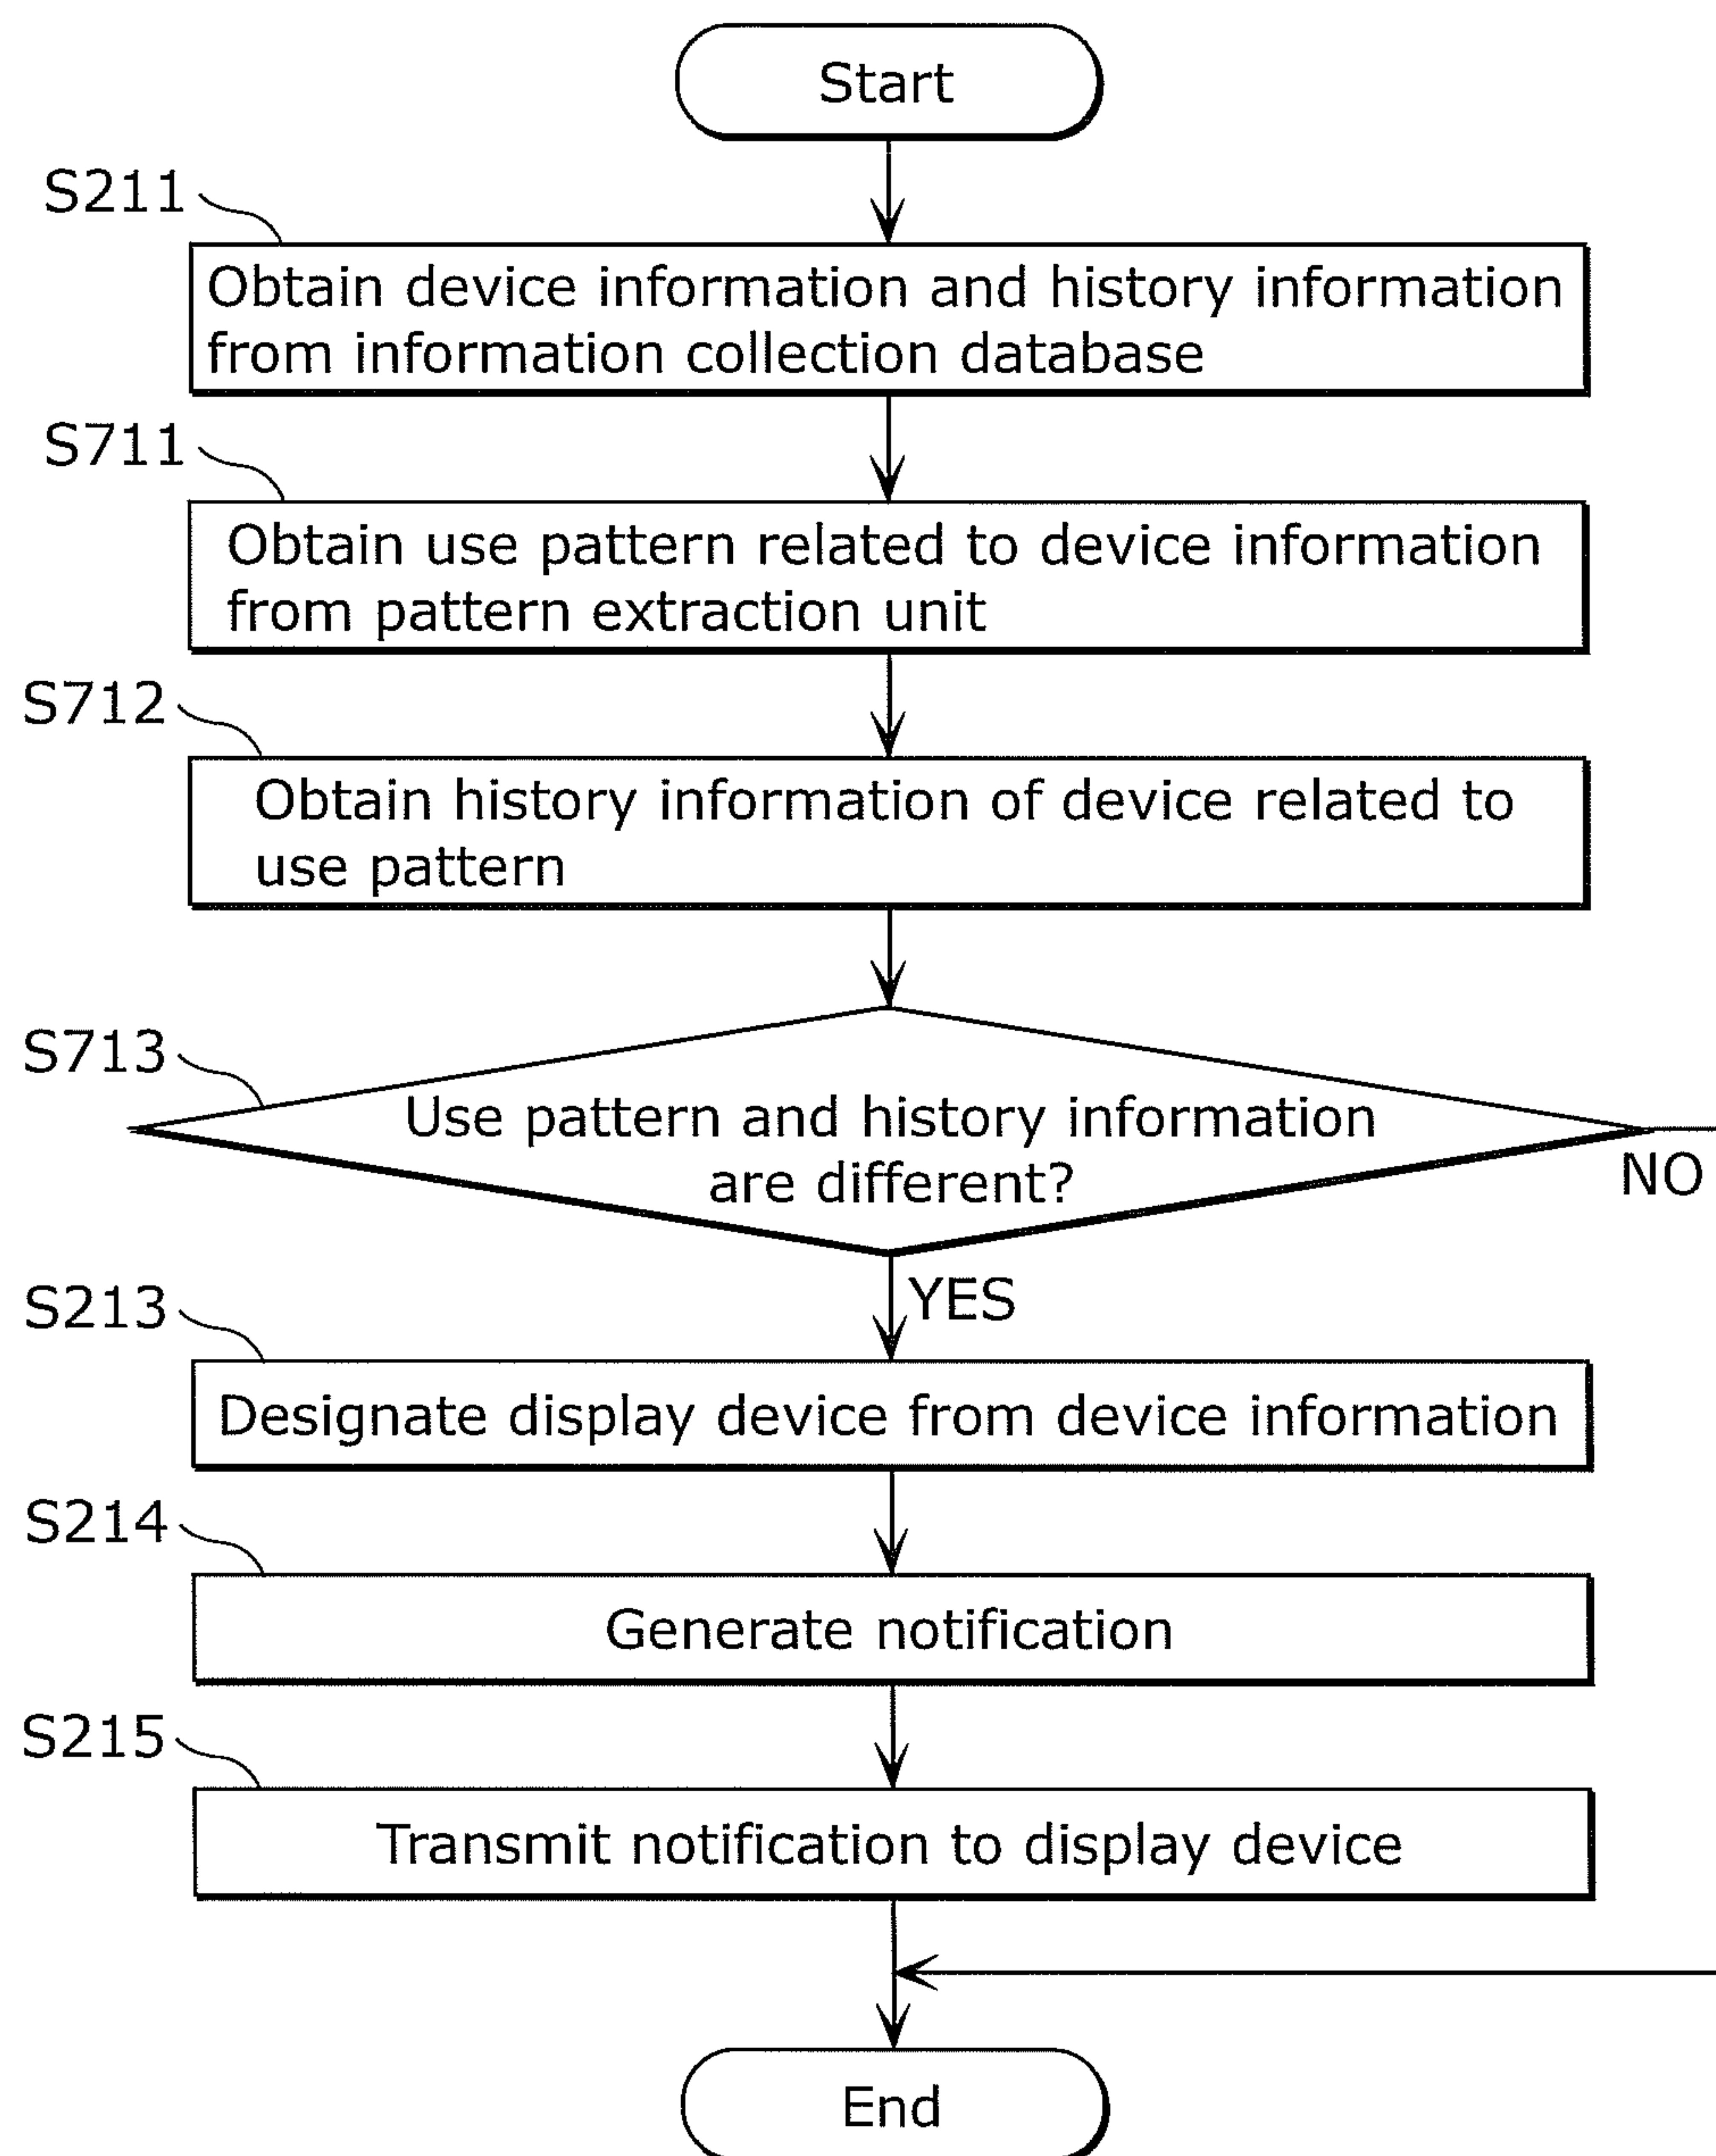 Start
S211
Obtain device information and history information
from information collection database
S711
Obtain use pattern related to device information
from pattern extraction unit
S712
Obtain history information of device related to
use pattern
S713
Use pattern and history information
are different?
NO
YES
S213
Designate display device from device information
S214
Generate notification
S215
Transmit notification to display device
End